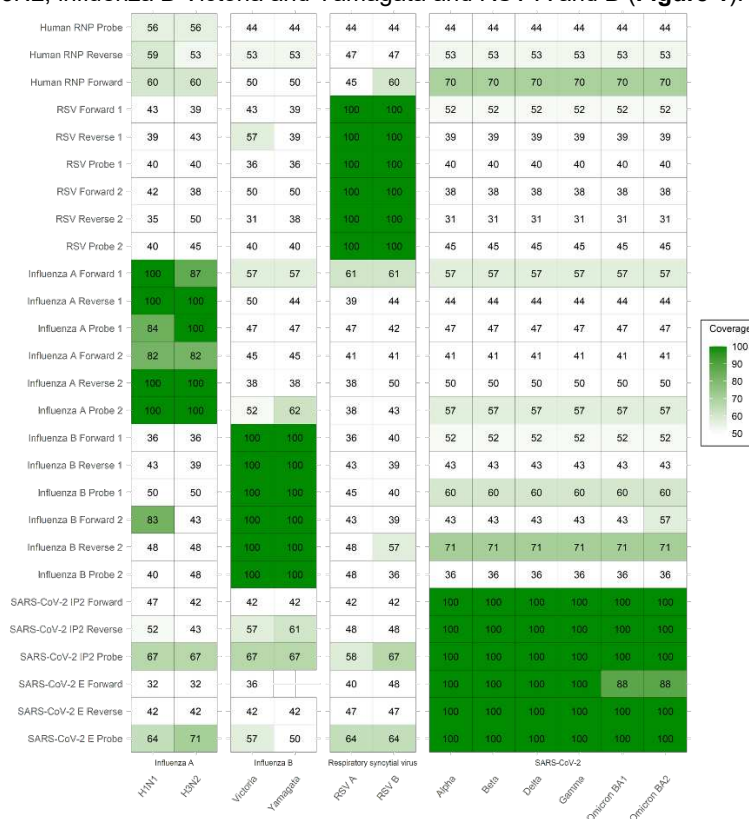 H1N2, Influenza B Victoria and Yamagata and RSV A and B (Figure 1).
Human RNP Probe 56 56 44 44 44 44 44 44 44 44 44 44
Human RNP Reverse 59 53 53 53 47 47 53 53 53 53 53 53
Human RNP Forward 60 60 50 50 45 60 70 70 70 70 70 70
RSV Forward 1 43 39 43 39 100 100 52 52 52 52 52 52
RSV Reverse 1 39 43 57 39 100 100 39 39 39 39 39 39
RSV Probe 1 40 40 36 36 100 100 40 40 40 40 40 40
RSV Forward 2 42 38 50 50 100 100 38 38 38 38 38 38
RSV Reverse 2 35 50 31 38 100 100 31 31 31 31 31 31
RSV Probe 2 40 45 40 40 100 100 45 45 45 45 45 45
Influenza A Forward 1 100 87 57 57 61 61 57 57 57 57 57 57
Influenza A Reverse 1 100 100 50 44 39 44 44 44 44 44 44 44
Influenza A Probe 1 84 100 47 47 47 42 47 47 47 47 47 47
Influenza A Forward 2 82 82 45 45 41 41 41 41 41 41 41 41
Influenza A Reverse 2 100 100 38 38 38 50 50 50 50 50 50 50
Influenza A Probe 2 100 100 52 62 38 43 57 57 57 57 57 57
Influenza B Forward 1 36 36 100 100 36 40 52 52 52 52 52 52
Influenza B Reverse 1 43 39 100 100 43 39 43 43 43 43 43 43
Influenza B Probe 1 50 50 100 100 45 40 60 60 60 60 60 60
Influenza B Forward 2 83 43 100 100 43 39 43 43 43 43 43 57
Influenza B Reverse 2 48 48 100 100 48 57 71 71 71 71 71 71
Influenza B Probe 2 40 48 100 100 48 36 36 36 36 36 36 36
SARS-CoV-2 IP2 Forward 47 42 42 42 42 42 100 100 100 100 100 100
SARS-CoV-2 IP2 Reverse 52 43 57 61 48 48 100 100 100 100 100 100
SARS-CoV-2 IP2 Probe 67 67 67 67 58 67 100 100 100 100 100 100
SARS-CoV-2 E Forward 32 32 36 40 48 100 100 100 100 88 88
SARS-CoV-2 E Reverse 42 42 42 42 47 47 100 100 100 100 100 100
SARS-CoV-2 E Probe 64 71 57 50 64 64 100 100 100 100 100 100
Influenza A Influenza B Respiratory syncytial virus SARS-CoV-2
H1N1 H3N2 Victoria Yamagata RSV A RSV B Alpha Beta Delta Gamma Omicron BA1 Omicron BA2
Coverage
100
90
80
70
60
50